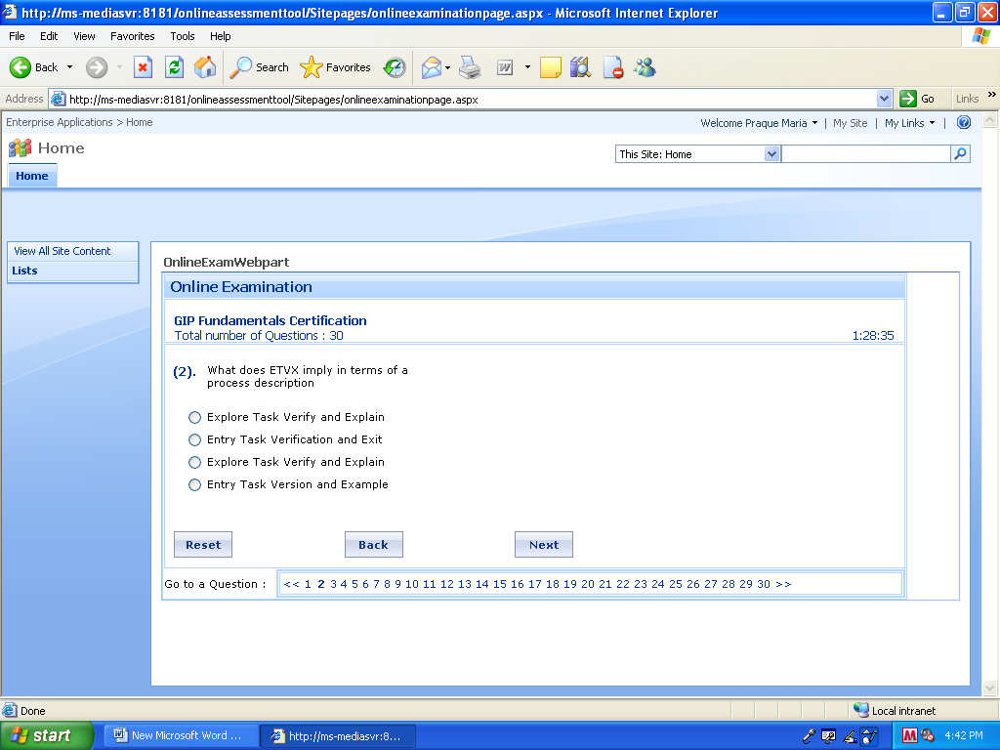 http://ms-mediasvr:8181/onlineassessmenttool/Sitepages/onlineexaminationpage.aspx - Microsoft Internet Explorer
File Edit View Favorites Tools Help
Back Search Favorites
Address http://ms-mediasvr:8181/onlineassessmenttool/Sitepages/onlineexaminationpage.aspx Go Links »
Enterprise Applications > Home Welcome Praque Maria | My Site | My Links |
Home
This Site: Home
Home
View All Site Content
Lists
OnlineExamWebpart
Online Examination
GIP Fundamentals Certification
Total number of Questions : 30 1:28:35
(2). What does ETVX imply in terms of a
process description
Explore Task Verify and Explain
Entry Task Verification and Exit
Explore Task Verify and Explain
Entry Task Version and Example
Reset Back Next
Go to a Question : << 1 2 3 4 5 6 7 8 9 10 11 12 13 14 15 16 17 18 19 20 21 22 23 24 25 26 27 28 29 30 >>
Done Local intranet
start New Microsoft Word ... http://ms-mediasvr:8... 4:42 PM